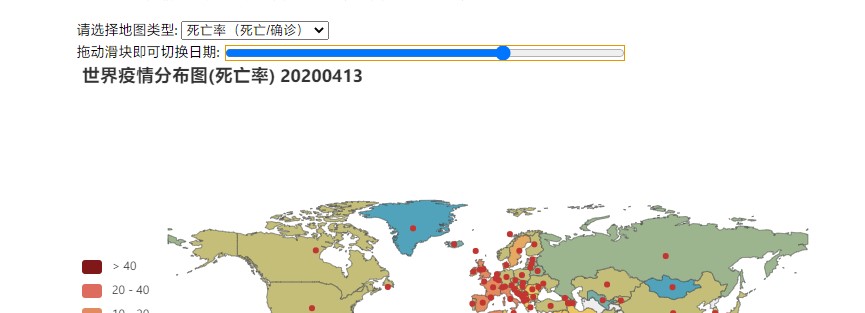 请选择地图类型: 死亡率（死亡/确诊）
拖动滑块即可切换日期:
世界疫情分布图(死亡率) 20200413
> 40
20 - 40
10 - 20